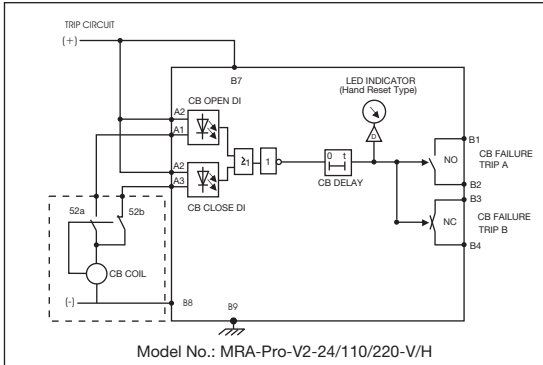 TRIP CIRCUIT
(+)
B7
LED INDICATOR
(Hand Reset Type)
CB OPEN DI
A2
A1
≥1
1
0 t
CB DELAY
D
B1
NO
CB FAILURE
TRIP A
B2
A2
A3
CB CLOSE DI
B3
NC
CB FAILURE
TRIP B
B4
52a
52b
CB COIL
(-)
B8
B9
Model No.: MRA-Pro-V2-24/110/220-V/H